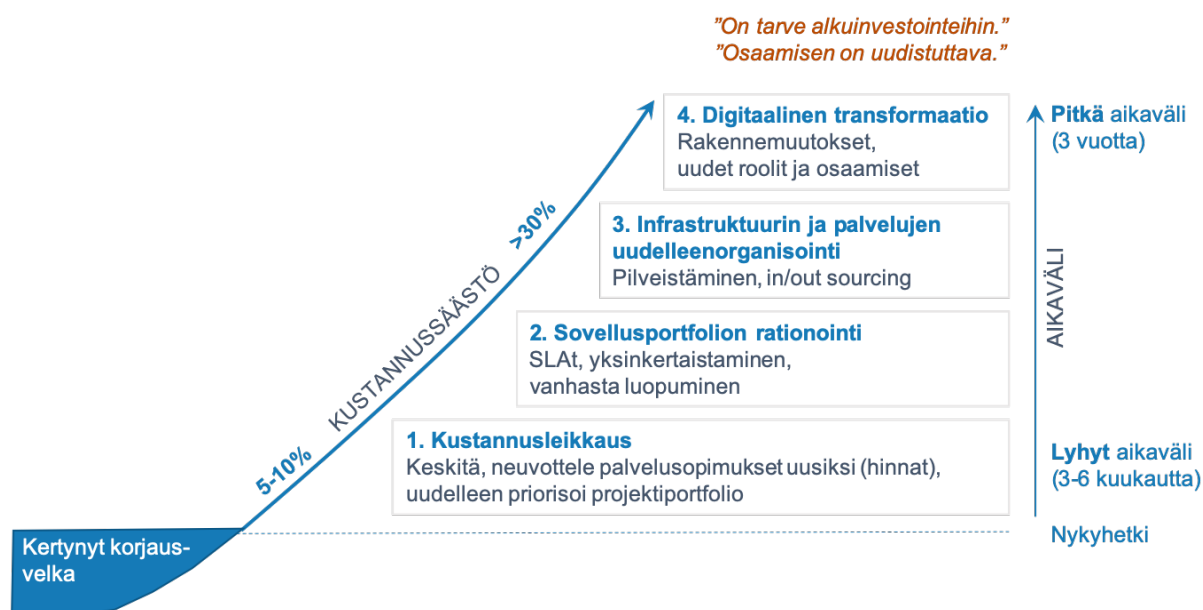 ”On tarve alkuinvestointeihin.”
”Osaamisen on uudistuttava.”
4. Digitaalinen transformaatio
Rakennemuutokset,
uudet roolit ja osaamiset
Pitkä aikaväli
(3 vuotta)
3. Infrastruktuurin ja palvelujen
uudelleenorganisointi
Pilveistäminen, in/out sourcing
>30%
KUSTANNUSSÄÄSTÖ
5-10%
AIKAVÄLI
2. Sovellusportfolion rationointi
SLAt, yksinkertaistaminen,
vanhasta luopuminen
1. Kustannusleikkaus
Keskitä, neuvottele palvelusopimukset uusiksi (hinnat),
uudelleen priorisoi projektiportfolio
Lyhyt aikaväli
(3-6 kuukautta)
Nykyhetki
Kertynyt korjaus-
velka